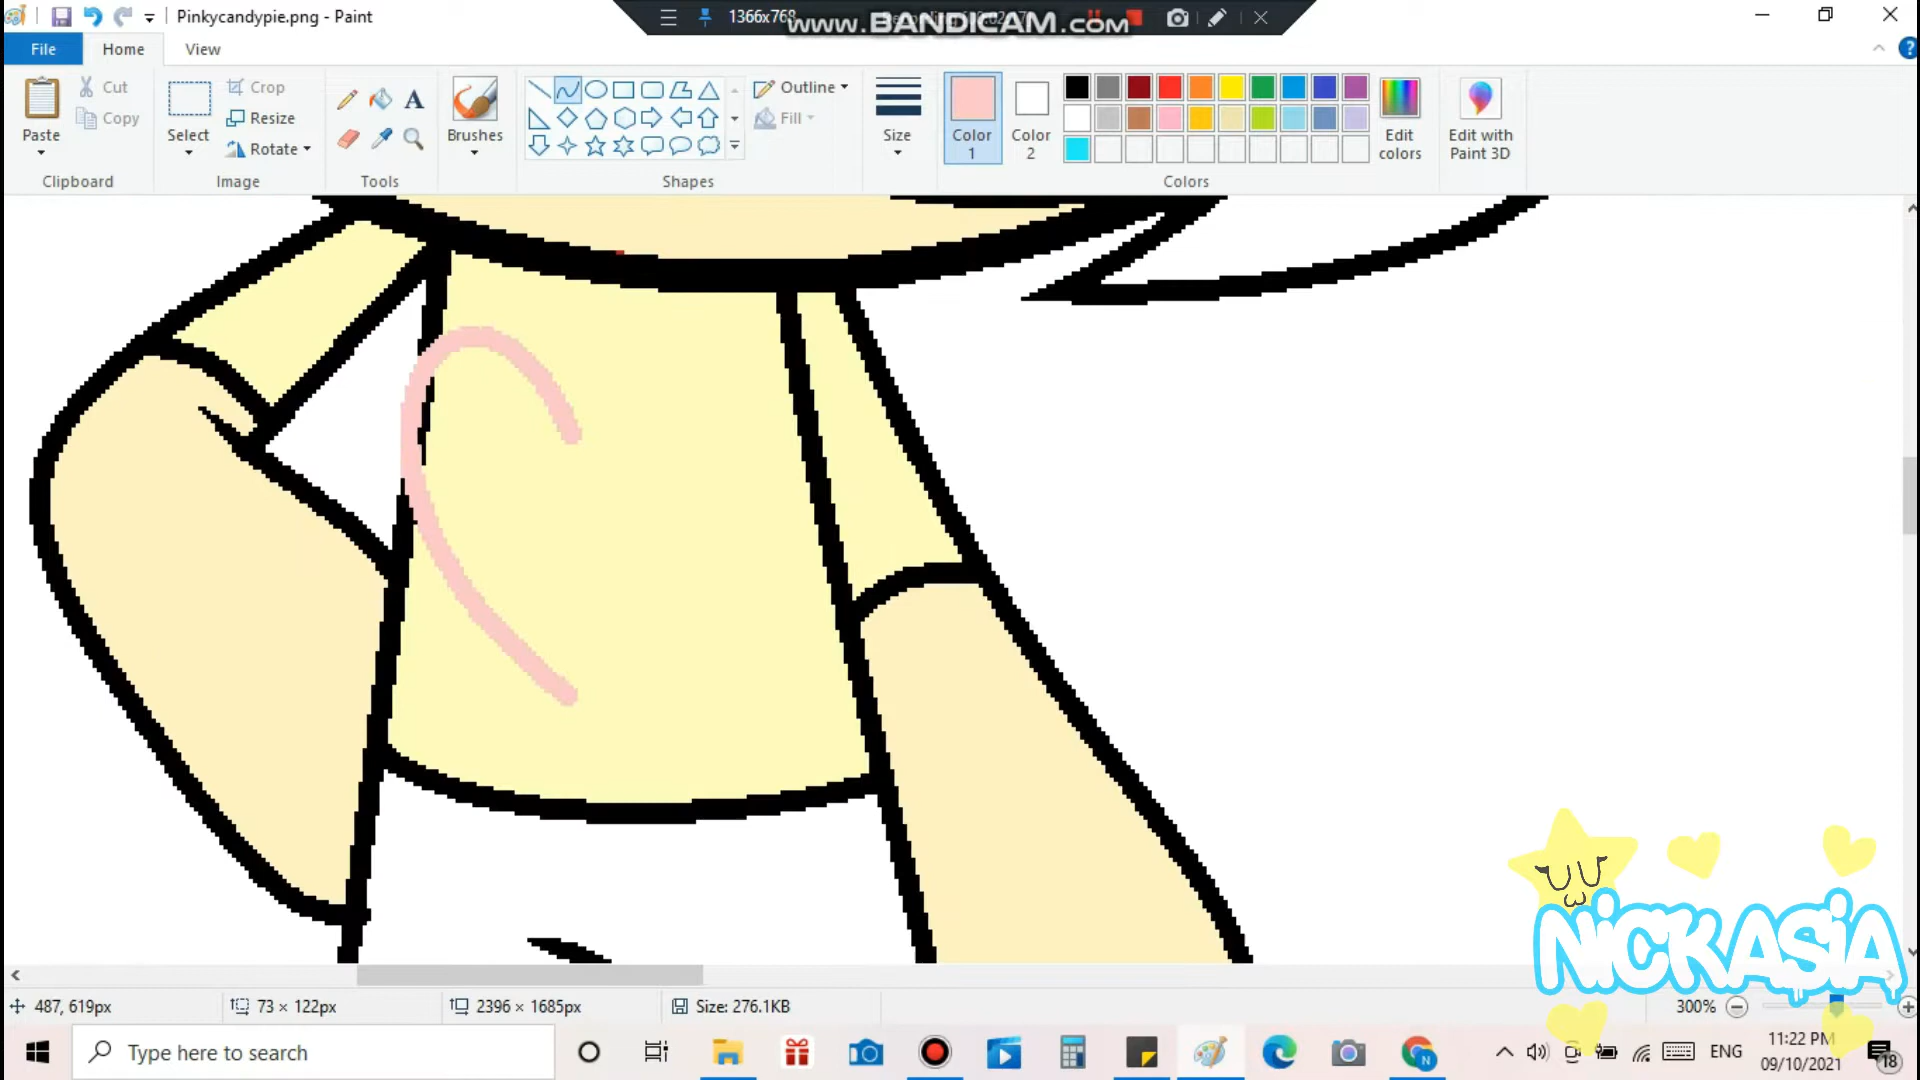 Pinkycandypie.png - Paint
1366x768
www.BANDICAM.COM
File
Home
View
Paste
Cut
Copy
Clipboard
Select
Crop
Resize
Rotate
Image
A
Tools
Brushes
Shapes
Outline
Fill
Size
Color 1
Color 2
Edit colors
Edit with Paint 3D
Colors
NiCKASiA
487, 619px
73 × 122px
2396 × 1685px
Size: 276.1KB
300%
Type here to search
ENG
11:22 PM
09/10/2021
18